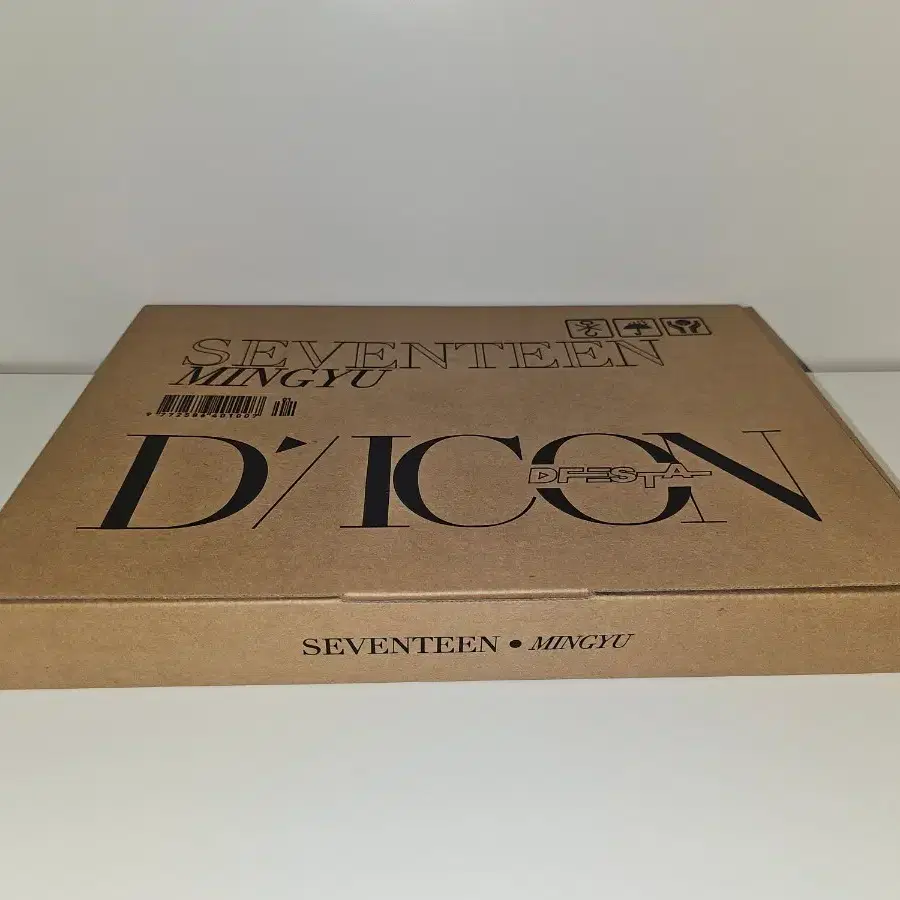 SEVENTEEN
MINGYU
D'/ICON
DFESTA
SEVENTEEN • MINGYU